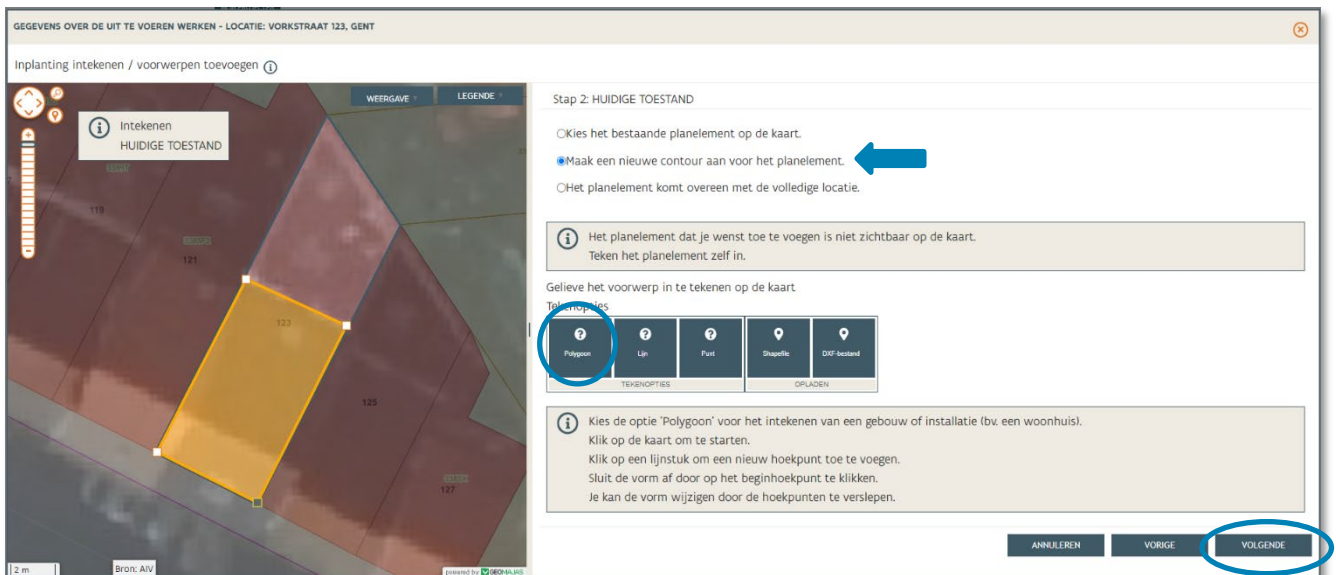 GEGEVENS OVER DE UIT TE VOEREN WERKEN - LOCATIE: VORKSTRAAT 123, GENT
Inplanting intekenen / voorwerpen toevoegen
WEERGAVE
LEGENDE
Intekenen
HUIDIGE TOESTAND
119
121
123
125
127
2 m
Bron: AIV
powered by GEOMAJAS
Stap 2: HUIDIGE TOESTAND
Kies het bestaande planelement op de kaart.
Maak een nieuwe contour aan voor het planelement.
Het planelement komt overeen met de volledige locatie.
Het planelement dat je wenst toe te voegen is niet zichtbaar op de kaart.
Teken het planelement zelf in.
Gelieve het voorwerp in te tekenen op de kaart
Tekenopties
Polygoon Lijn Punt Shapefile DXF-bestand
TEKENOPTIES OPLADEN
Kies de optie 'Polygoon' voor het intekenen van een gebouw of installatie (bv. een woonhuis).
Klik op de kaart om te starten.
Klik op een lijnstuk om een nieuw hoekpunt toe te voegen.
Sluit de vorm af door op het beginhoekpunt te klikken.
Je kan de vorm wijzigen door de hoekpunten te verslepen.
ANNULEREN VORIGE VOLGENDE